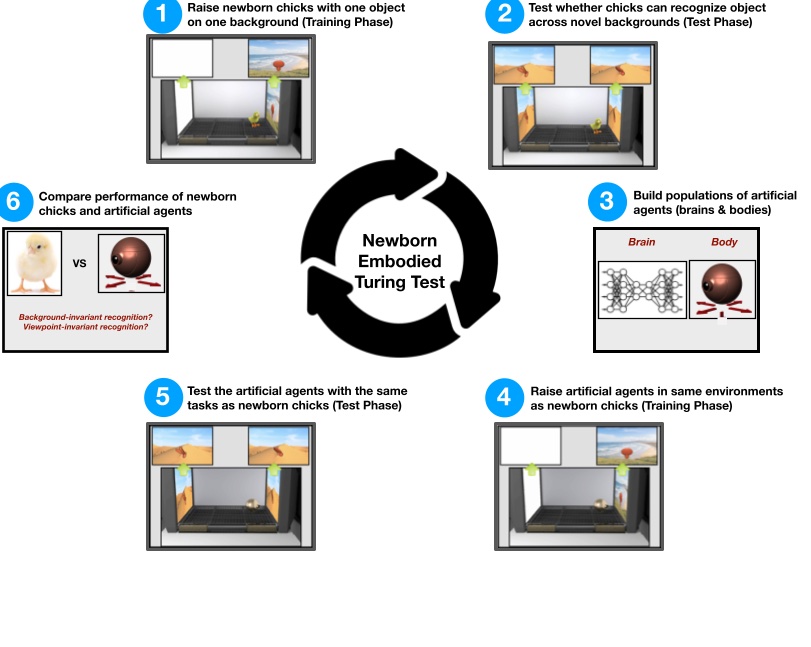 1
Raise newborn chicks with one object
on one background (Training Phase)
2
Test whether chicks can recognize object
across novel backgrounds (Test Phase)
6
Compare performance of newborn
chicks and artificial agents
VS
Background-invariant recognition?
Viewpoint-invariant recognition?
Newborn
Embodied
Turing Test
3
Build populations of artificial
agents (brains & bodies)
Brain
Body
5
Test the artificial agents with the same
tasks as newborn chicks (Test Phase)
4
Raise artificial agents in same environments
as newborn chicks (Training Phase)